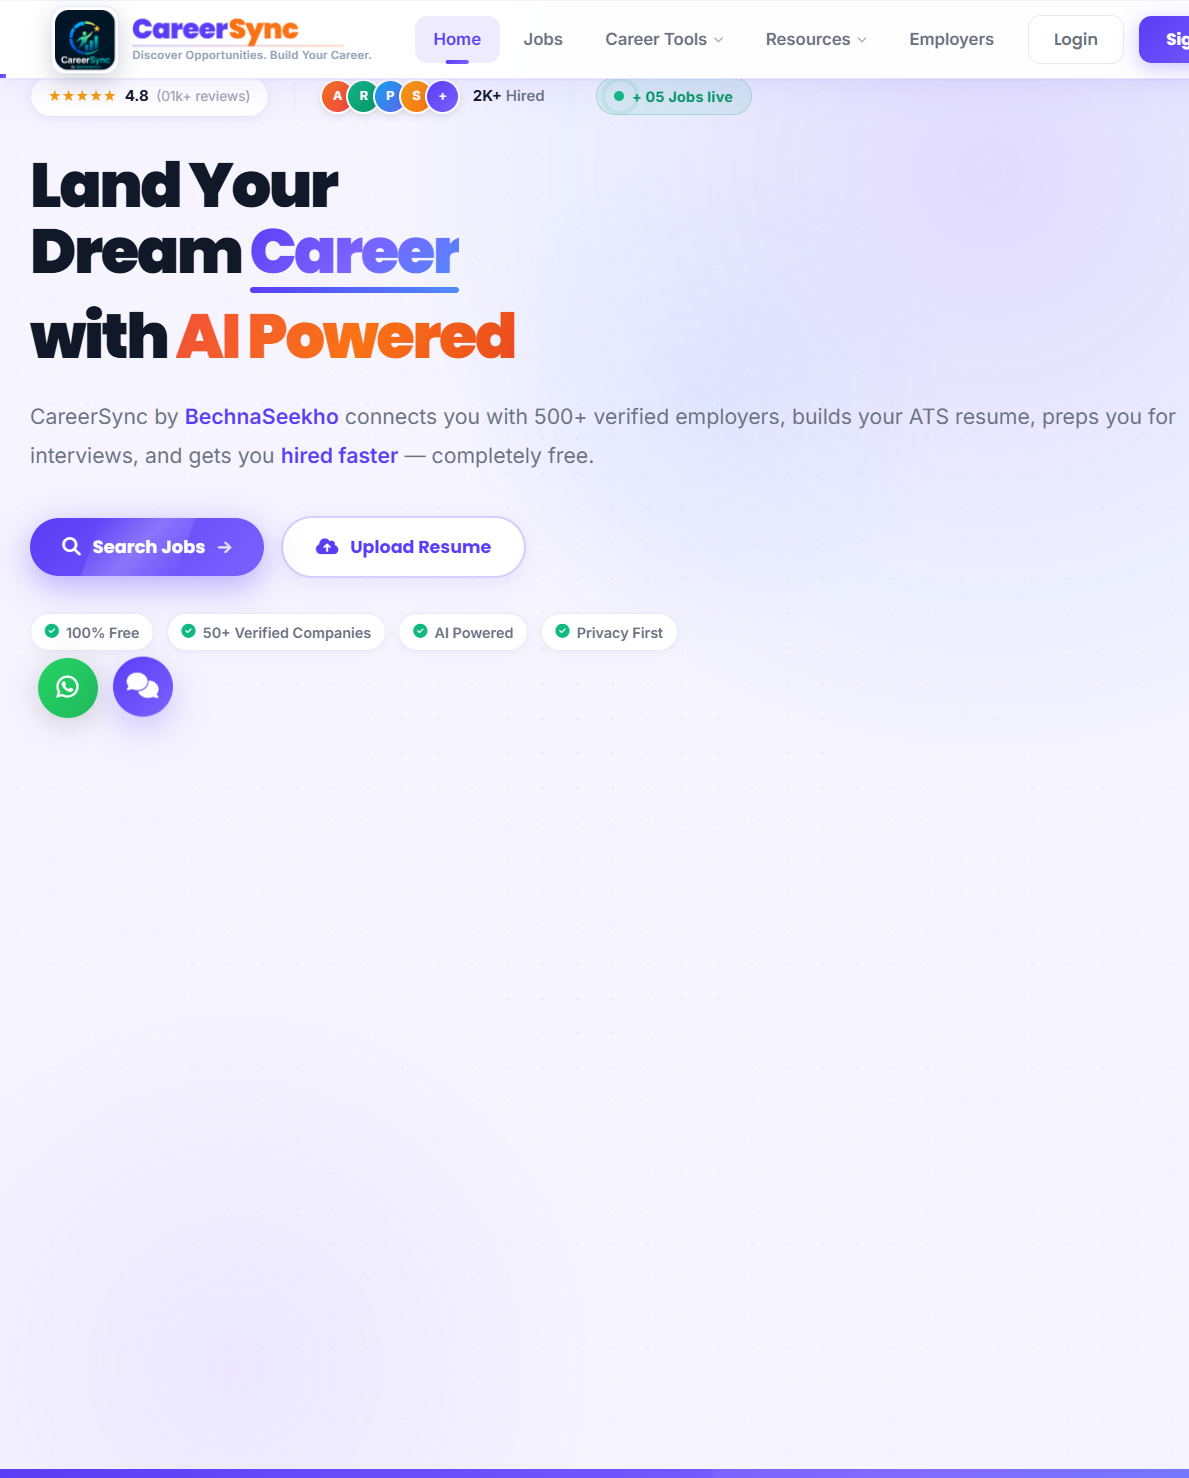 CareerSync
CareerSync
Discover Opportunities. Build Your Career.
Home
Jobs
Career Tools
Resources
Employers
Login
Sig
★★★★★ 4.8 (01k+ reviews)
A R P S +
2K+ Hired
+ 05 Jobs live
Land Your
Dream Career
with AI Powered
CareerSync by BechnaSeekho connects you with 500+ verified employers, builds your ATS resume, preps you for
interviews, and gets you hired faster — completely free.
Search Jobs →
Upload Resume
100% Free
50+ Verified Companies
AI Powered
Privacy First